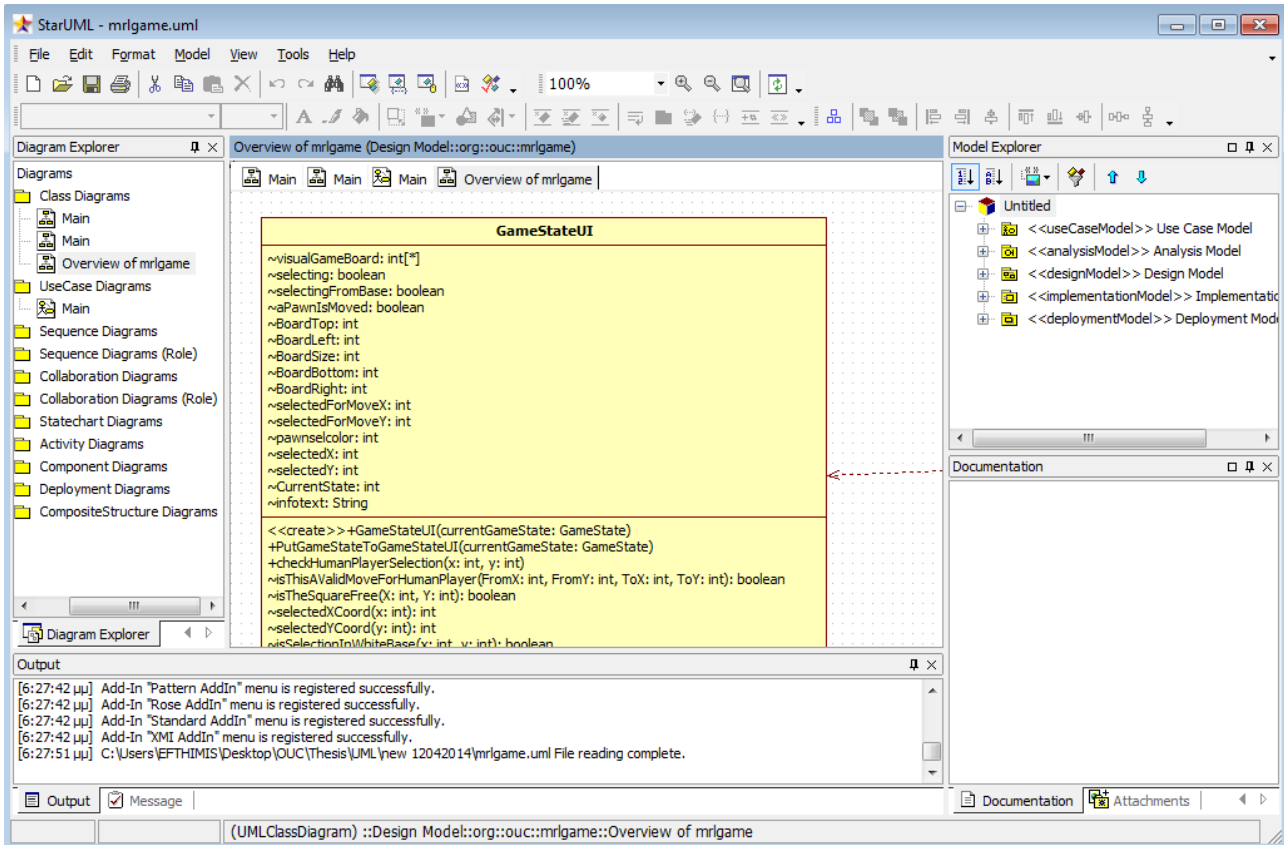 StarUML - mrlgame.uml
File Edit Format Model View Tools Help
100%
Diagram Explorer
Diagrams
Class Diagrams
Main
Main
Overview of mrlgame
UseCase Diagrams
Main
Sequence Diagrams
Sequence Diagrams (Role)
Collaboration Diagrams
Collaboration Diagrams (Role)
Statechart Diagrams
Activity Diagrams
Component Diagrams
Deployment Diagrams
CompositeStructure Diagrams
Diagram Explorer
Overview of mrlgame (Design Model::org::ouc::mrlgame)
Main Main Main Overview of mrlgame
GameStateUI
~visualGameBoard: int[*]
~selecting: boolean
~selectingFromBase: boolean
~aPawnIsMoved: boolean
~BoardTop: int
~BoardLeft: int
~BoardSize: int
~BoardBottom: int
~BoardRight: int
~selectedForMoveX: int
~selectedForMoveY: int
~pawnselcolor: int
~selectedX: int
~selectedY: int
~CurrentState: int
~infotext: String
<<create>>+GameStateUI(currentGameState: GameState)
+PutGameStateToGameStateUI(currentGameState: GameState)
+checkHumanPlayerSelection(x: int, y: int)
~isThisAValidMoveForHumanPlayer(FromX: int, FromY: int, ToX: int, ToY: int): boolean
~isTheSquareFree(X: int, Y: int): boolean
~selectedXCoord(x: int): int
~selectedYCoord(y: int): int
~isSelectionInWhiteBase(x: int, y: int): boolean
Model Explorer
Untitled
<<useCaseModel>> Use Case Model
<<analysisModel>> Analysis Model
<<designModel>> Design Model
<<implementationModel>> Implementatio
<<deploymentModel>> Deployment Mode
Documentation
Documentation Attachments
Output
[6:27:42 μμ] Add-In "Pattern AddIn" menu is registered successfully.
[6:27:42 μμ] Add-In "Rose AddIn" menu is registered successfully.
[6:27:42 μμ] Add-In "Standard AddIn" menu is registered successfully.
[6:27:42 μμ] Add-In "XMI AddIn" menu is registered successfully.
[6:27:51 μμ] C:\Users\EFTHIMIS\Desktop\OUC\Thesis\UML\new 12042014\mrlgame.uml File reading complete.
Output Message
(UMLClassDiagram) ::Design Model::org::ouc::mrlgame::Overview of mrlgame